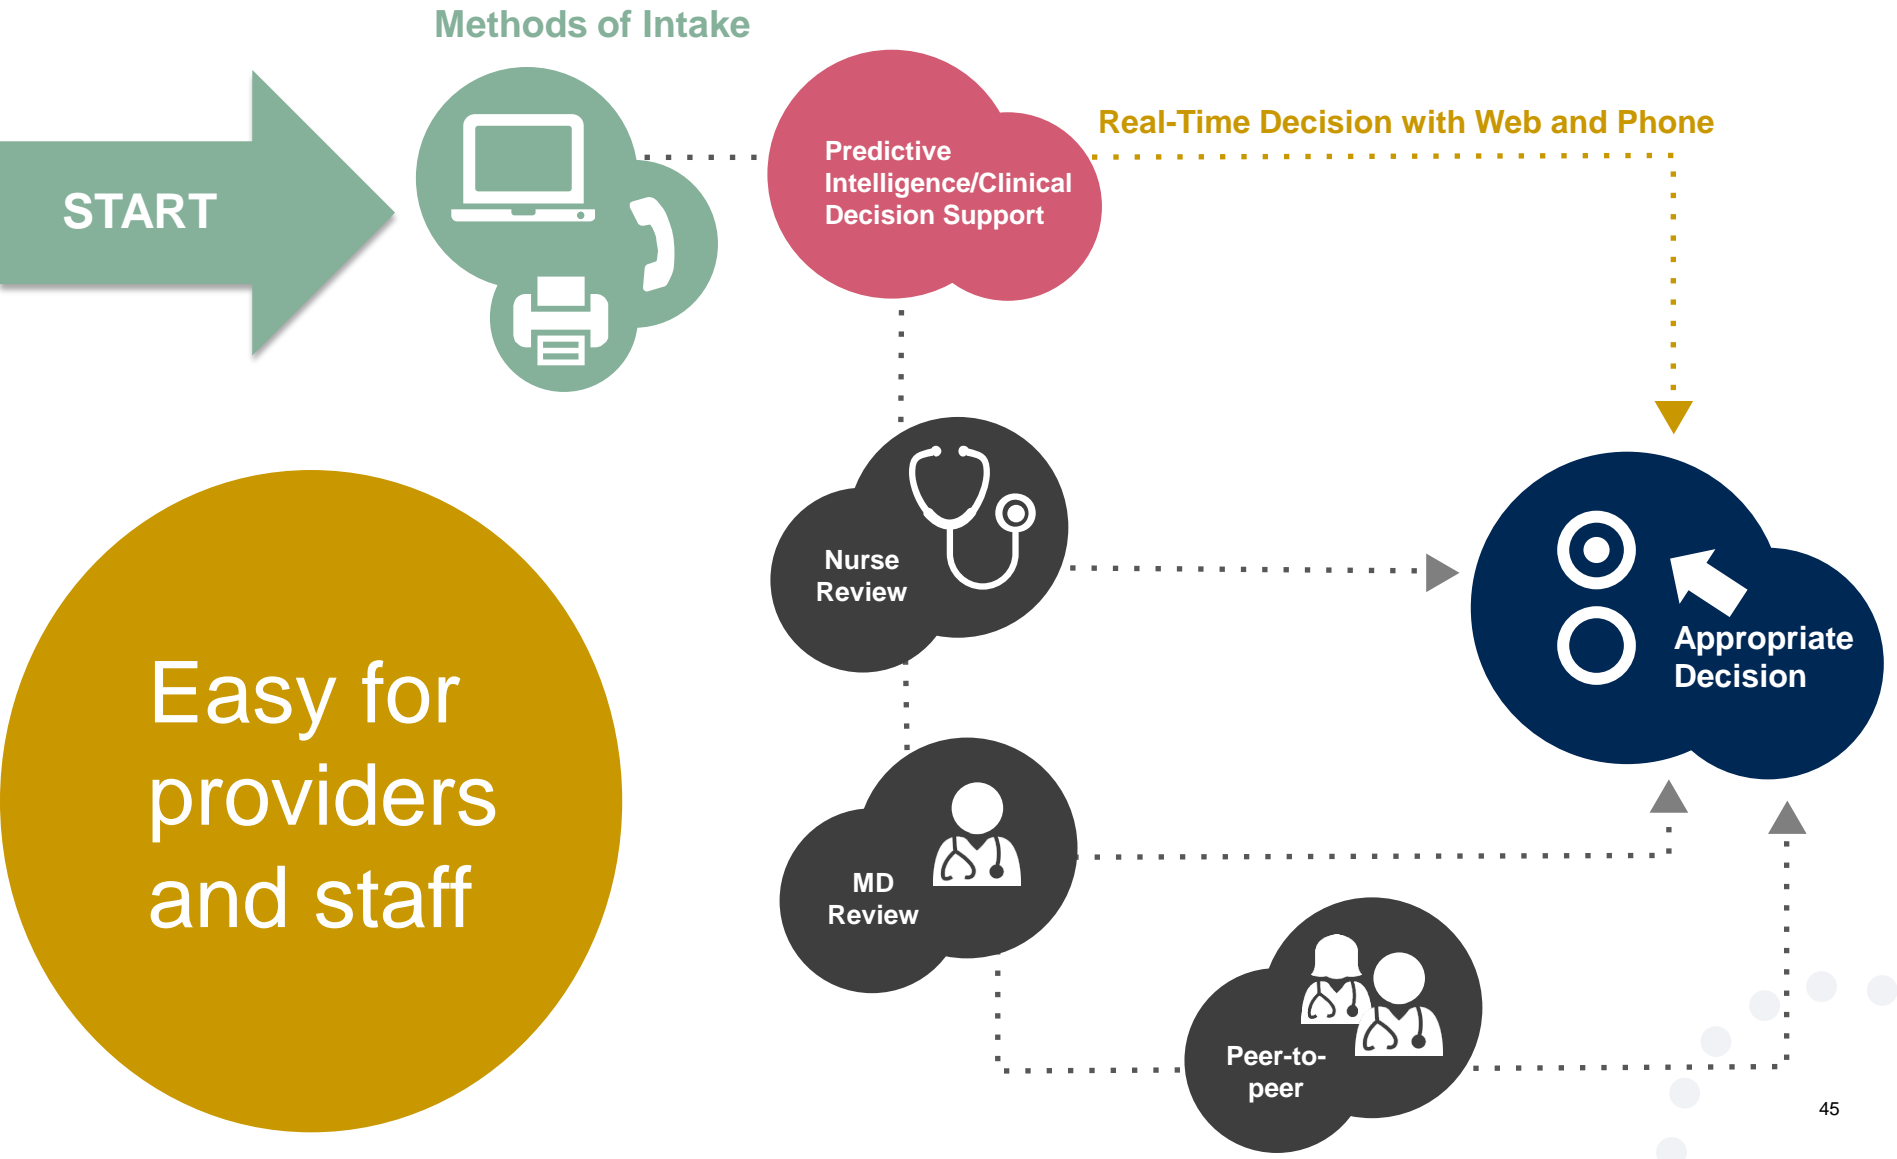 Methods of Intake
START
Predictive
Intelligence/Clinical
Decision Support
Real-Time Decision with Web and Phone
Nurse
Review
Appropriate
Decision
Easy for
providers
and staff
MD
Review
Peer-to-
peer
45